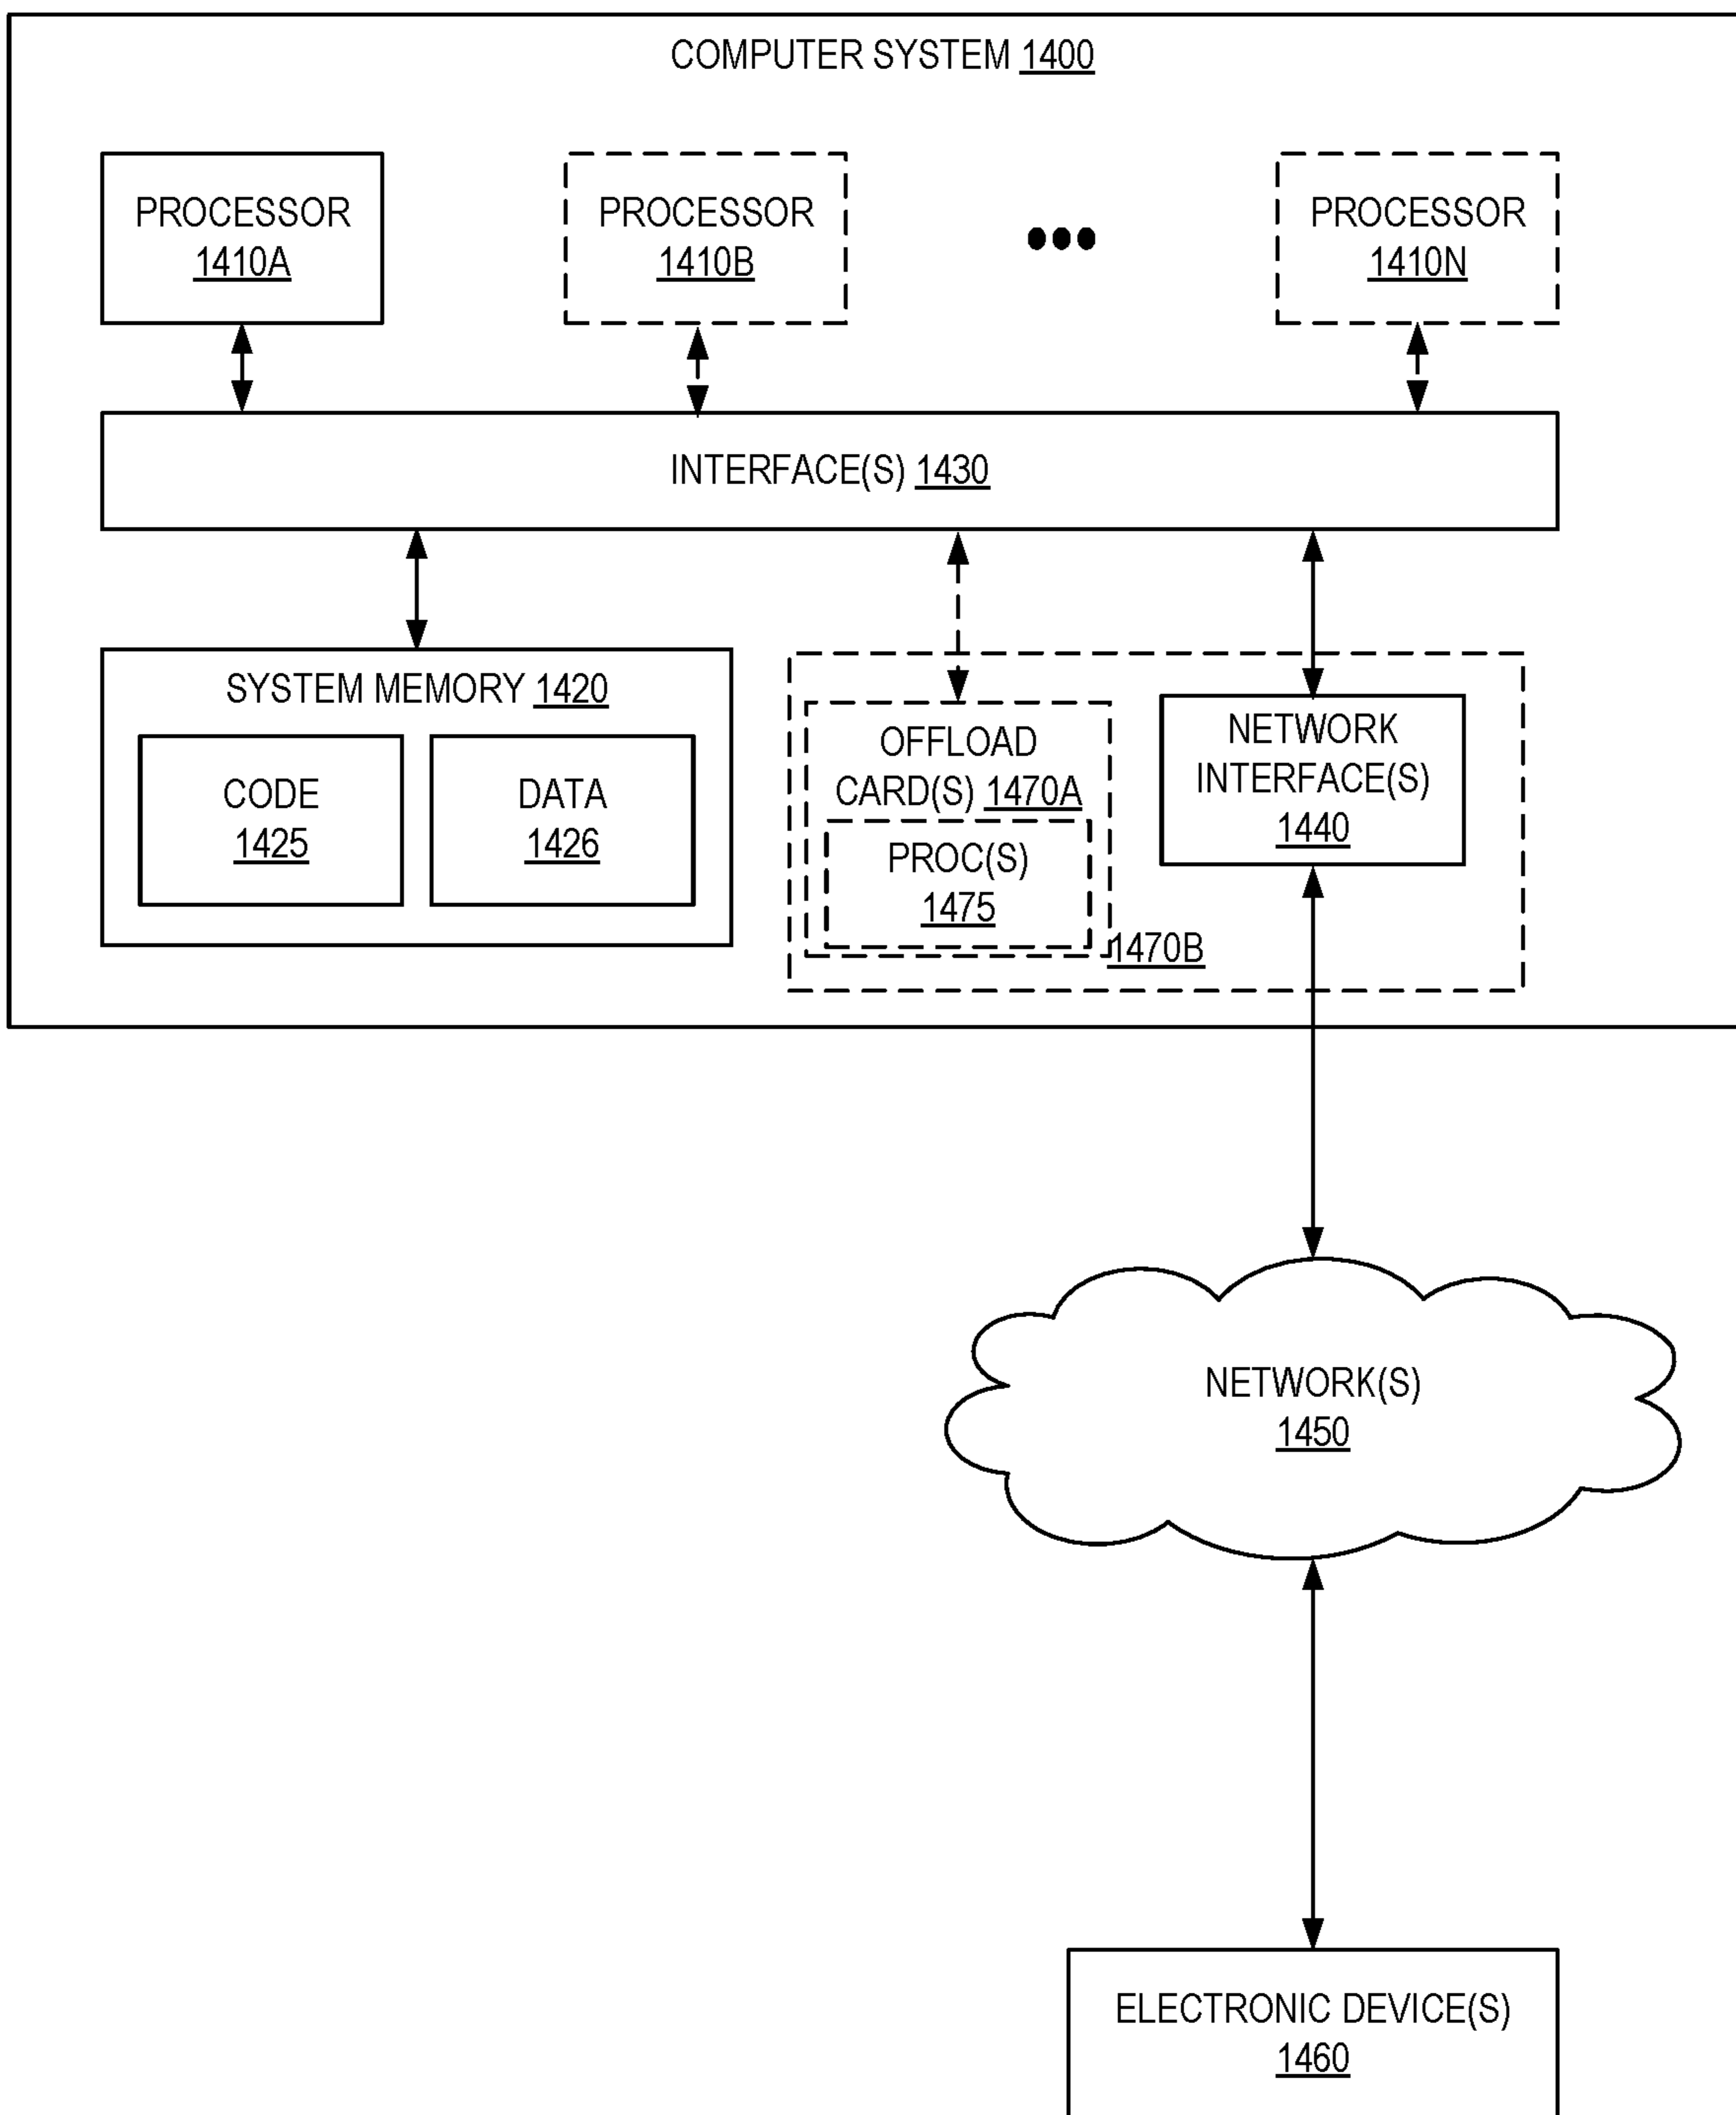 COMPUTER SYSTEM 1400
PROCESSOR
1410A
PROCESSOR
1410B
PROCESSOR
1410N
INTERFACE(S) 1430
SYSTEM MEMORY 1420
CODE
1425
DATA
1426
OFFLOAD
CARD(S) 1470A
PROC(S)
1475
1470B
NETWORK
INTERFACE(S)
1440
NETWORK(S)
1450
ELECTRONIC DEVICE(S)
1460